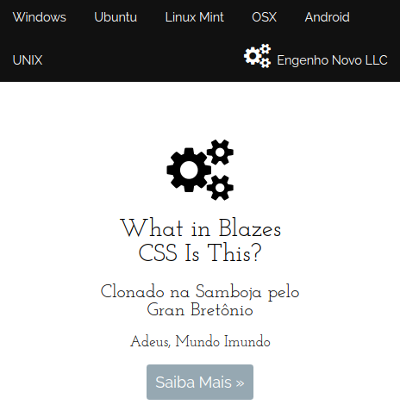 Windows Ubuntu Linux Mint OSX Android
UNIX Engenho Novo LLC
What in Blazes
CSS Is This?
Clonado na Samboja pelo
Gran Bretônio
Adeus, Mundo Imundo
Saiba Mais »